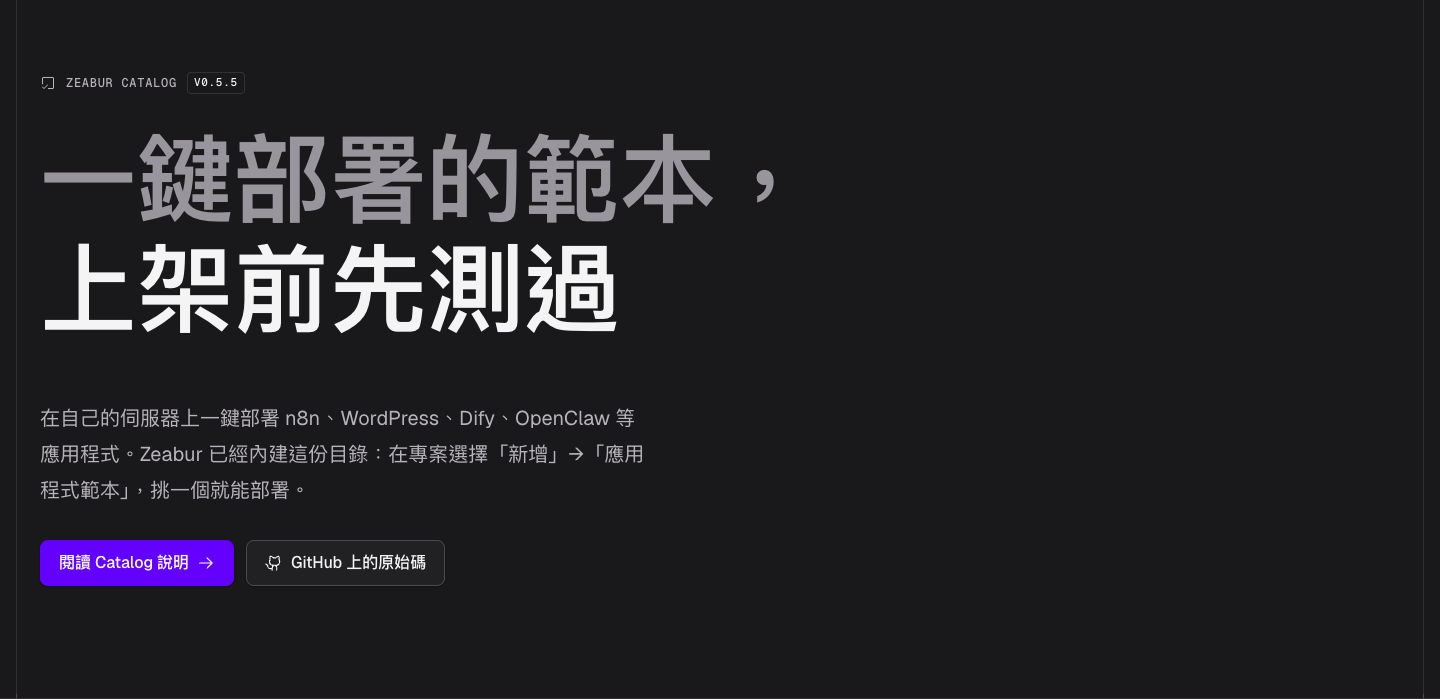 ZEABUR CATALOG V0.5.5
一鍵部署的範本，
上架前先測過
在自己的伺服器上一鍵部署 n8n、WordPress、Dify、OpenClaw 等
應用程式。Zeabur 已經內建這份目錄：在專案選擇「新增」→「應用
程式範本」，挑一個就能部署。
閱讀 Catalog 說明 →
GitHub 上的原始碼